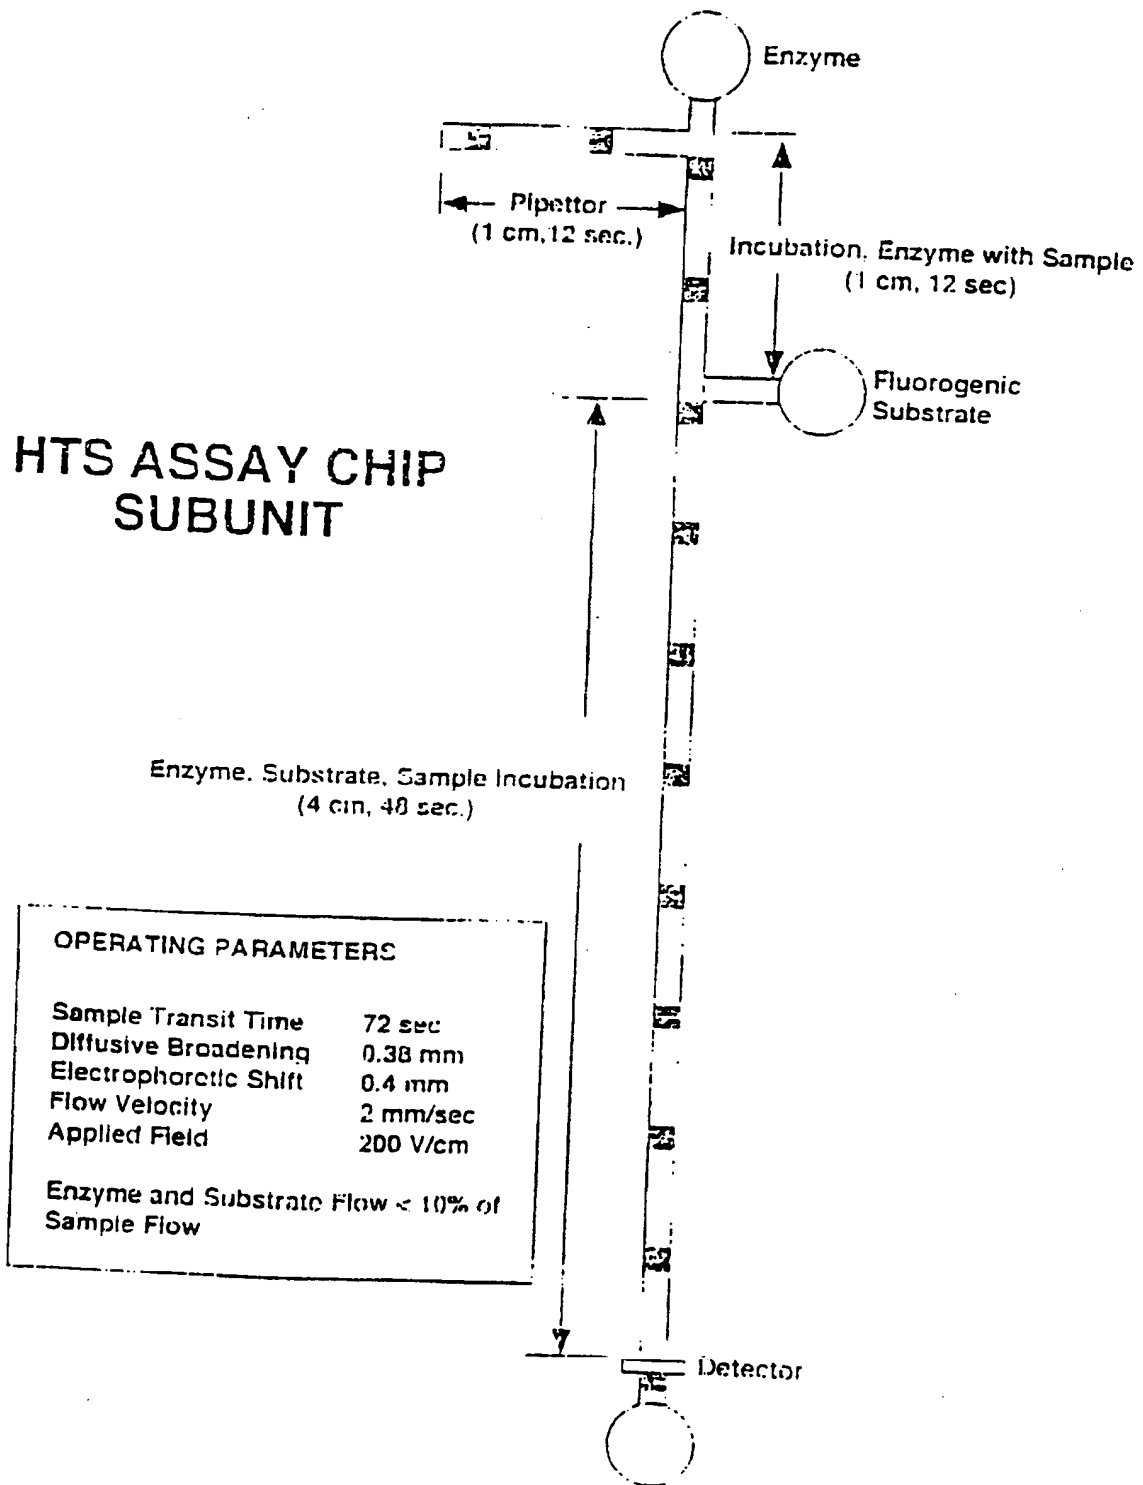 Enzyme
Pipettor
(1 cm, 12 sec.)
Incubation, Enzyme with Sample
(1 cm, 12 sec)
Fluorogenic
Substrate
HTS ASSAY CHIP
SUBUNIT
Enzyme, Substrate, Sample Incubation
(4 cm, 48 sec.)
OPERATING PARAMETERS
Sample Transit Time 72 sec
Diffusive Broadening 0.38 mm
Electrophoretic Shift 0.4 mm
Flow Velocity 2 mm/sec
Applied Field 200 V/cm
Enzyme and Substrate Flow < 10% of
Sample Flow
Detector